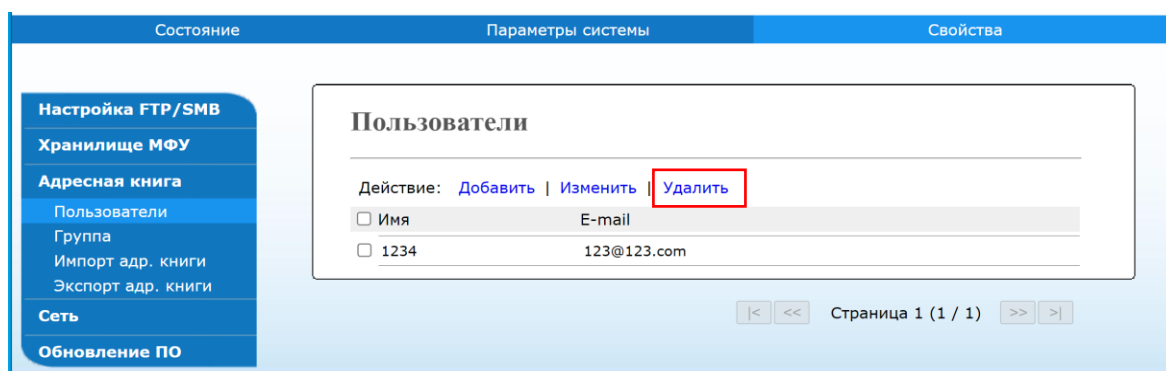 Состояние Параметры системы Свойства
Настройка FTP/SMB
Хранилище МФУ
Адресная книга
Пользователи
Группа
Импорт адр. книги
Экспорт адр. книги
Сеть
Обновление ПО
Пользователи
Действие: Добавить | Изменить | Удалить
Имя E-mail
1234 123@123.com
|< << Страница 1 (1 / 1) >> >|